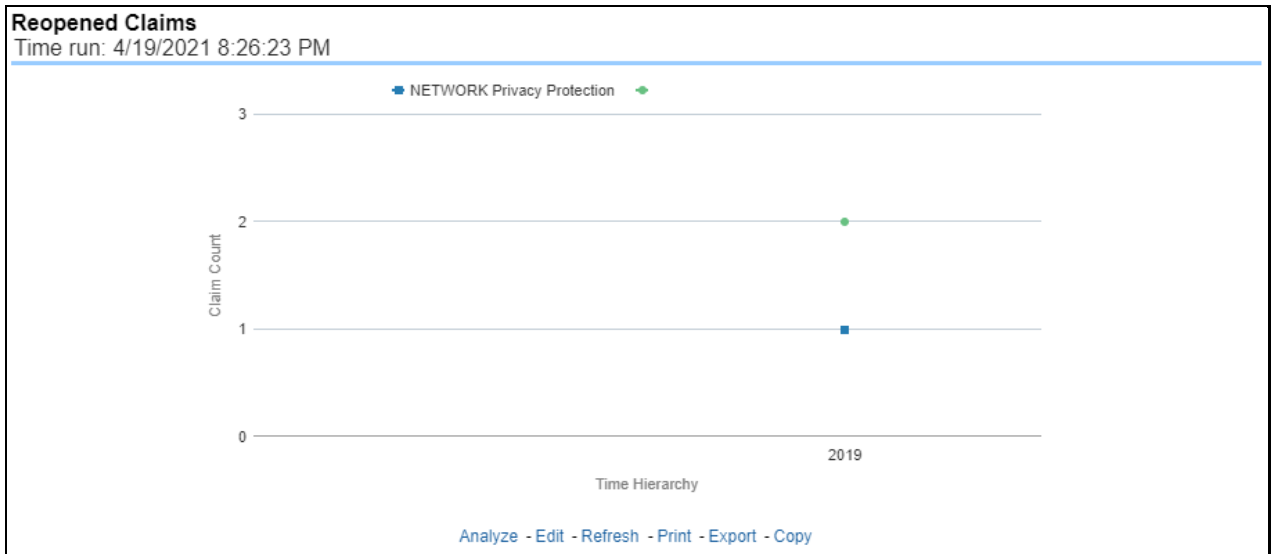 Reopened Claims
Time run: 4/19/2021 8:26:23 PM
NETWORK Privacy Protection
3
2
Claim Count
1
0
2019
Time Hierarchy
Analyze - Edit - Refresh - Print - Export - Copy